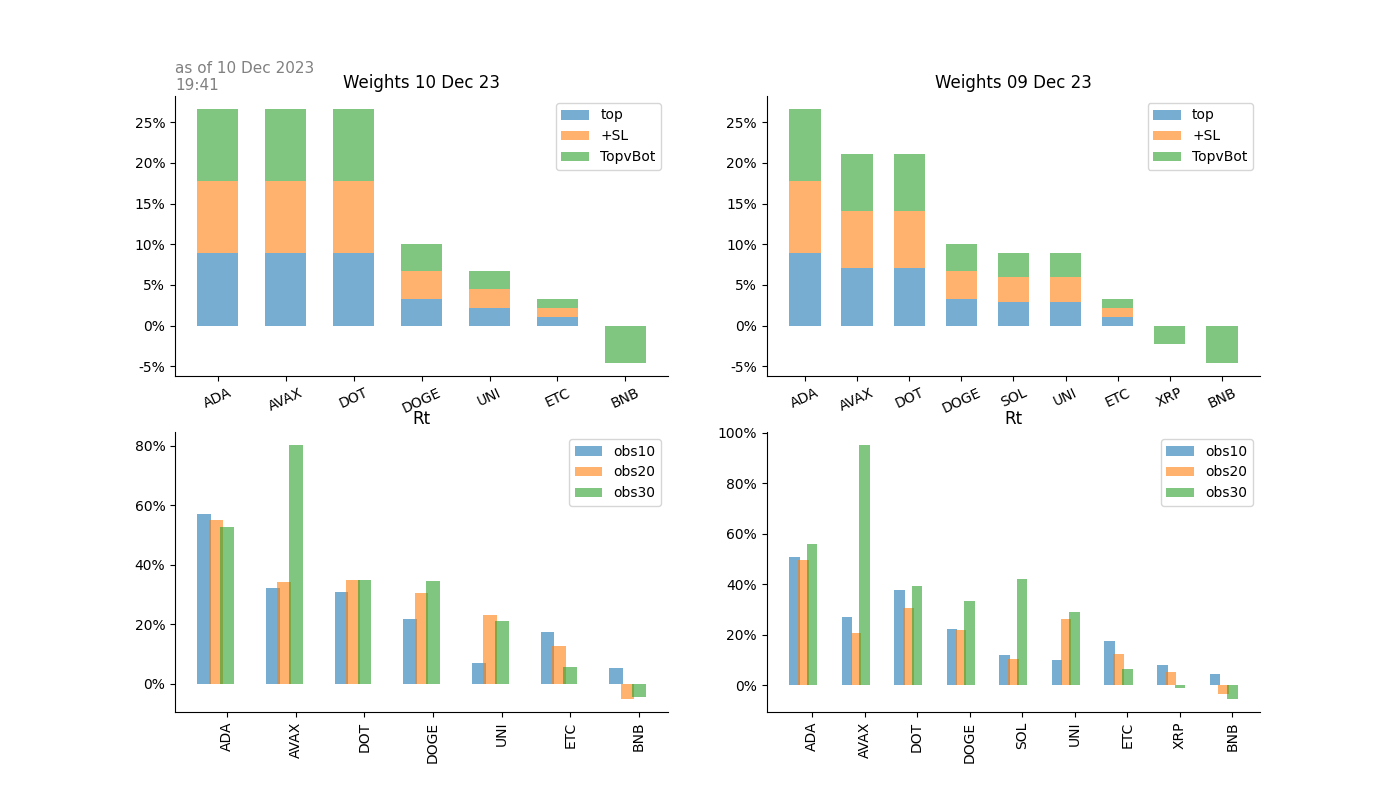 as of 10 Dec 2023
19:41
Weights 10 Dec 23
25%
20%
15%
10%
5%
0%
-5%
top
+SL
TopvBot
ADA
AVAX
DOT
DOGE
UNI
ETC
BNB
Weights 09 Dec 23
25%
20%
15%
10%
5%
0%
-5%
top
+SL
TopvBot
ADA
AVAX
DOT
DOGE
SOL
UNI
ETC
XRP
BNB
Rt
80%
60%
40%
20%
0%
obs10
obs20
obs30
ADA
AVAX
DOT
DOGE
UNI
ETC
BNB
Rt
100%
80%
60%
40%
20%
0%
obs10
obs20
obs30
ADA
AVAX
DOT
DOGE
SOL
UNI
ETC
XRP
BNB